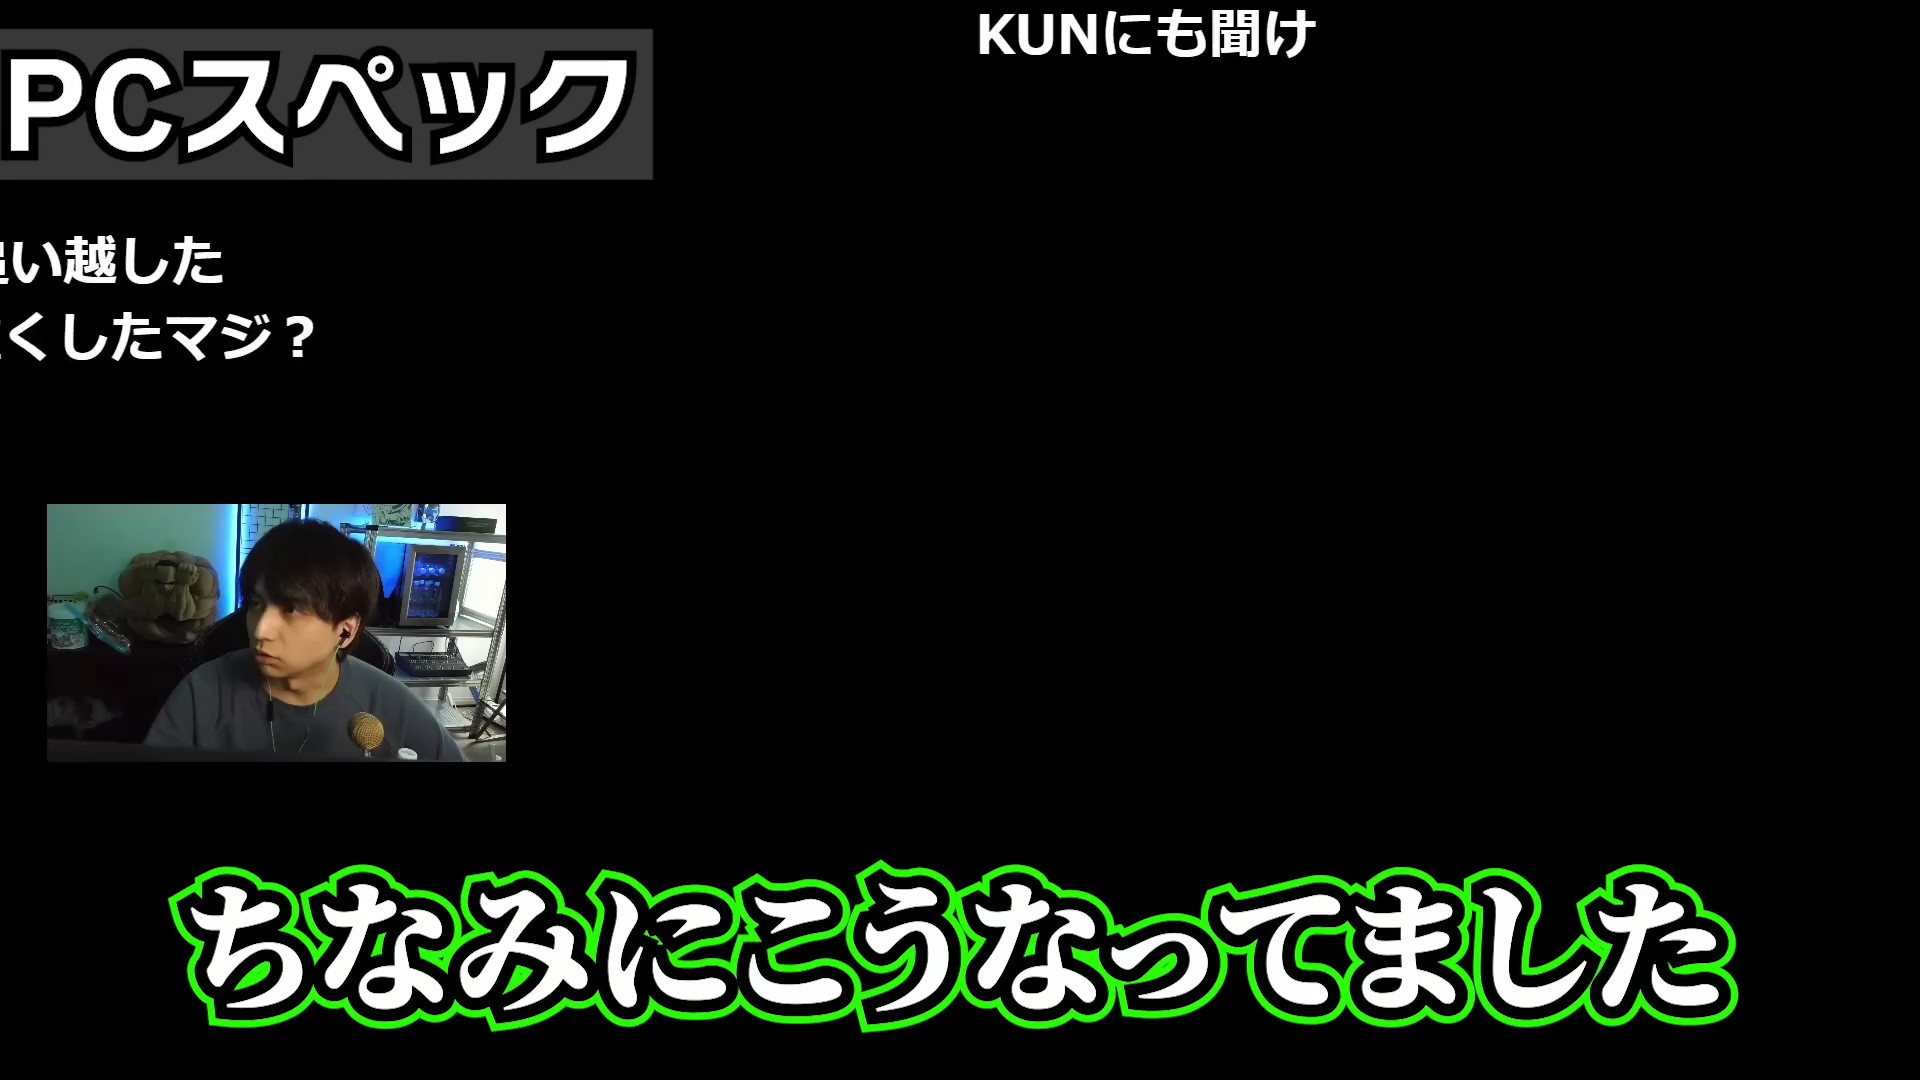 KUNにも聞け
PCスペック
い越した
くしたマジ？
ちなみにこうなってました